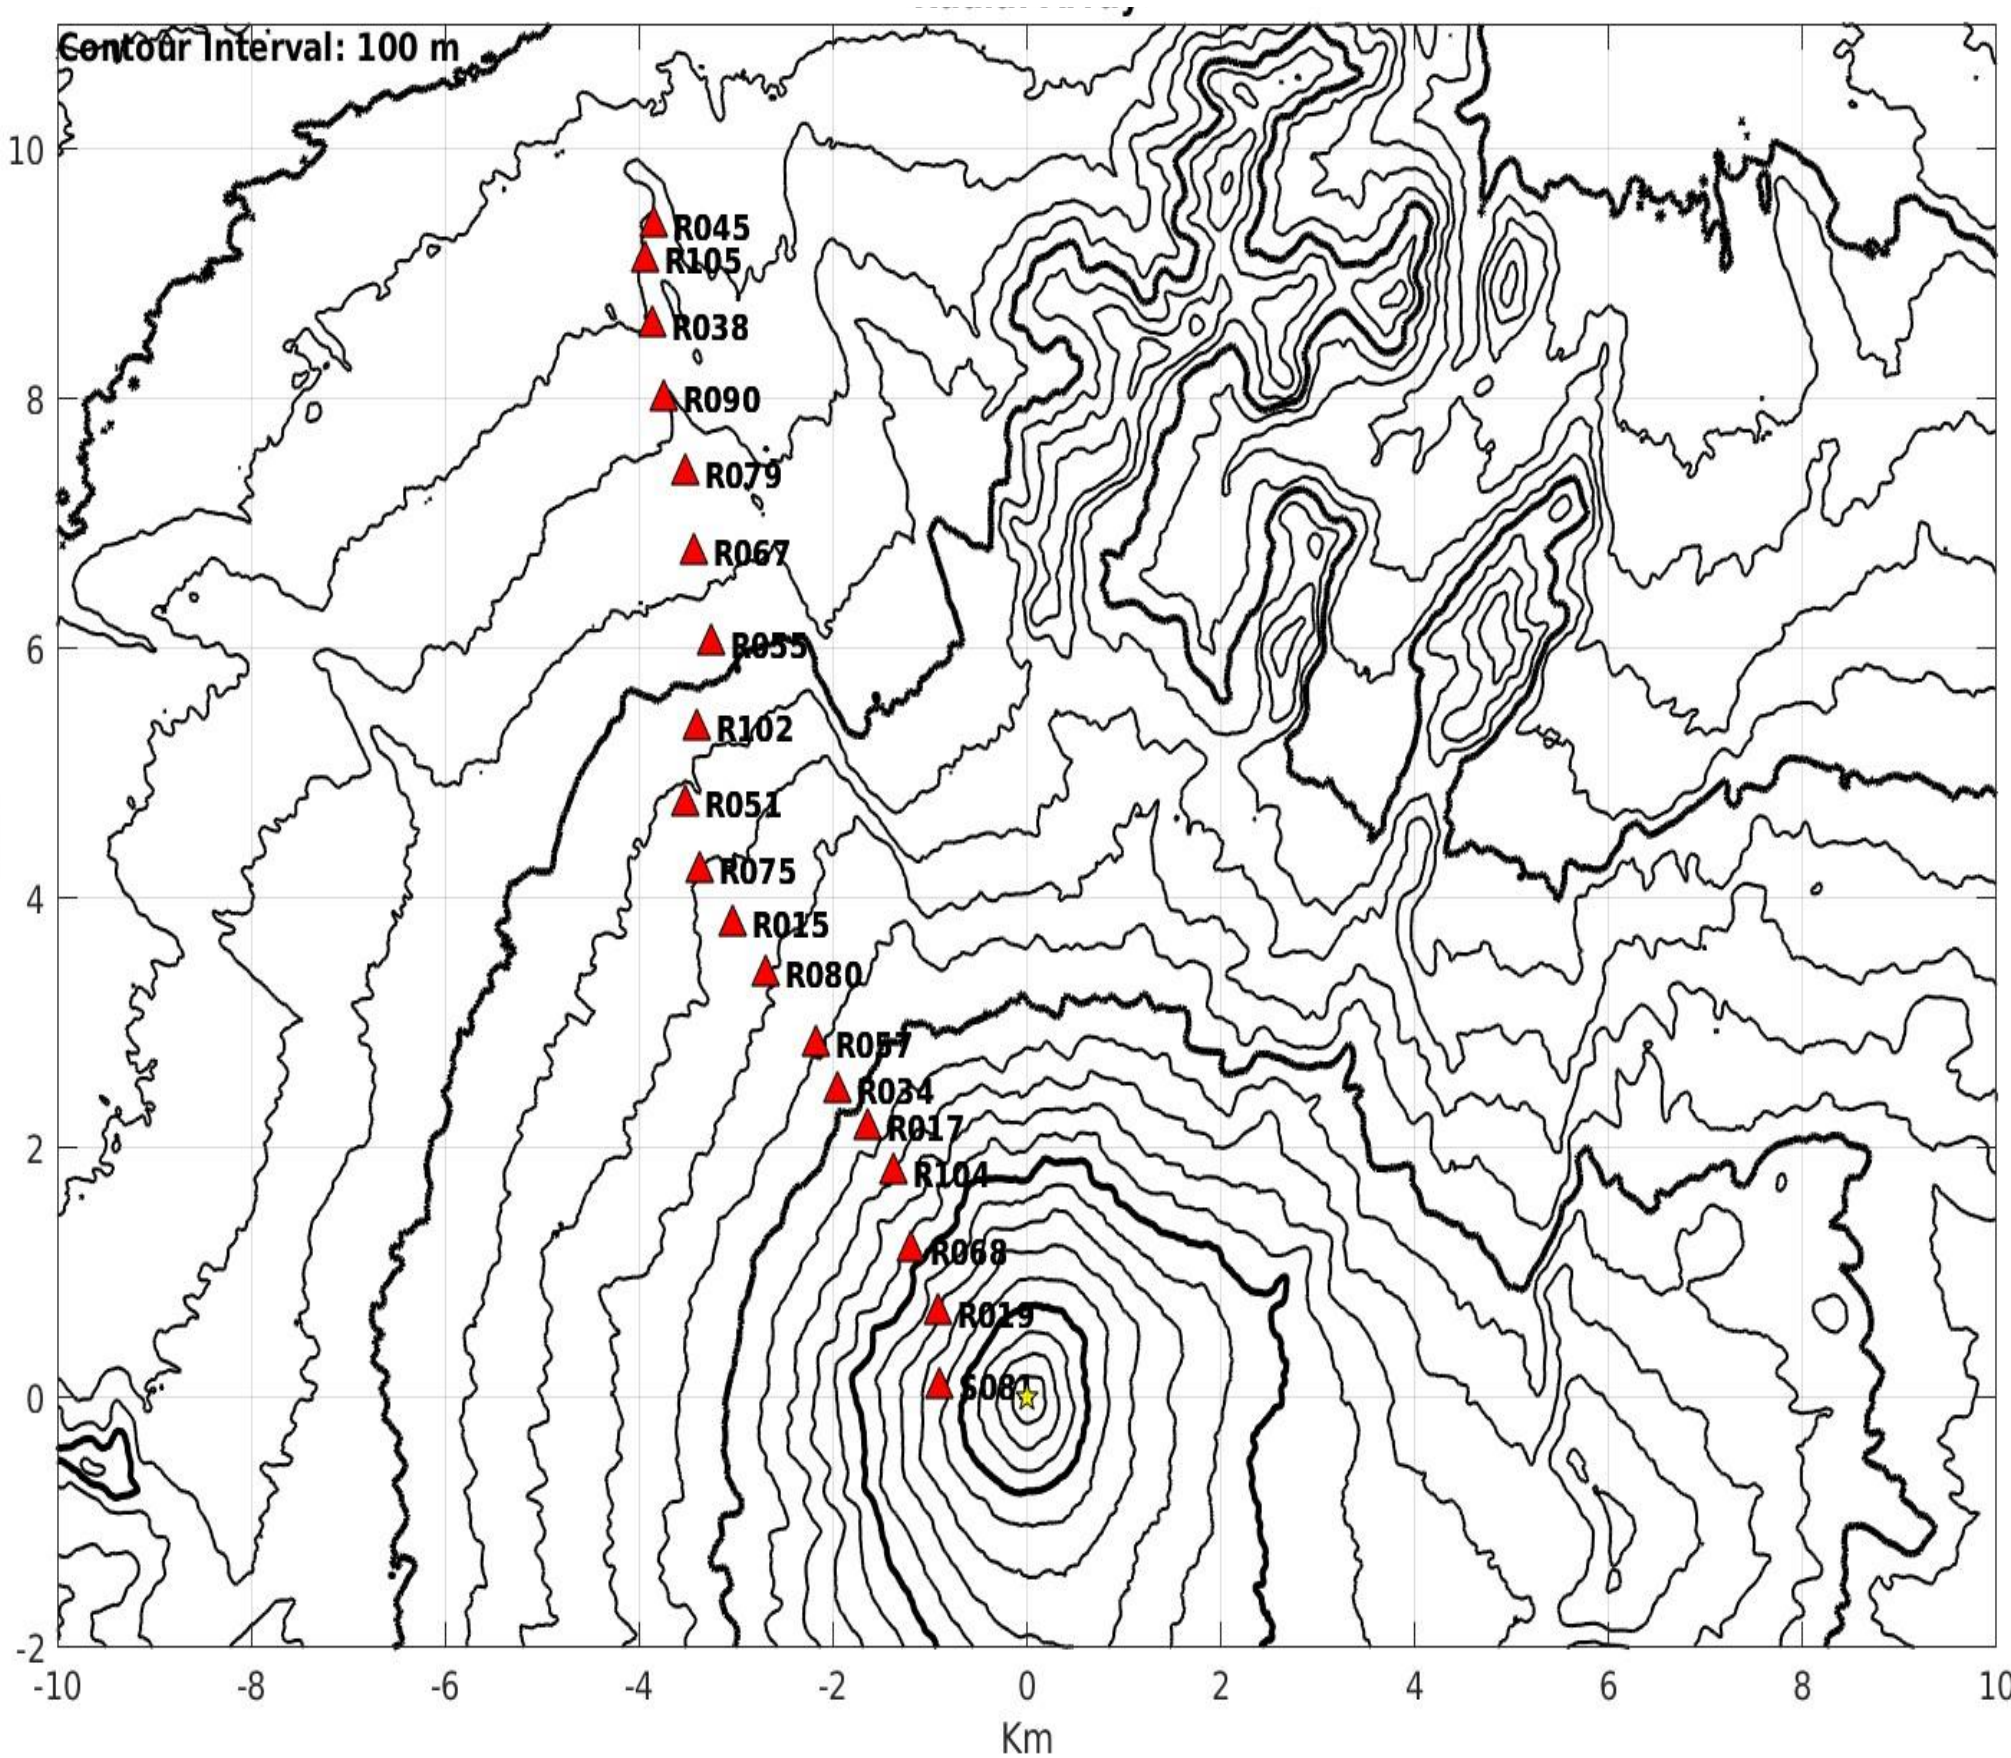 Contour Interval: 100 m
10
R045
R105
R038
8
R090
R079
R067
6
R055
R102
R051
R075
4
R015
R080
R057
R034
R017
2
R104
R068
R019
S081
0
-2
-10 -8 -6 -4 -2 0 2 4 6 8 10
Km